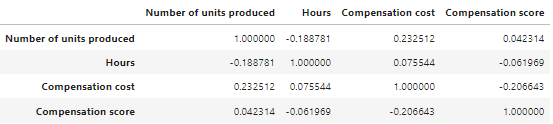 Number of units produced Hours Compensation cost Compensation score
Number of units produced 1.000000 -0.188781 0.232512 0.042314
Hours -0.188781 1.000000 0.075544 -0.061969
Compensation cost 0.232512 0.075544 1.000000 -0.206643
Compensation score 0.042314 -0.061969 -0.206643 1.000000